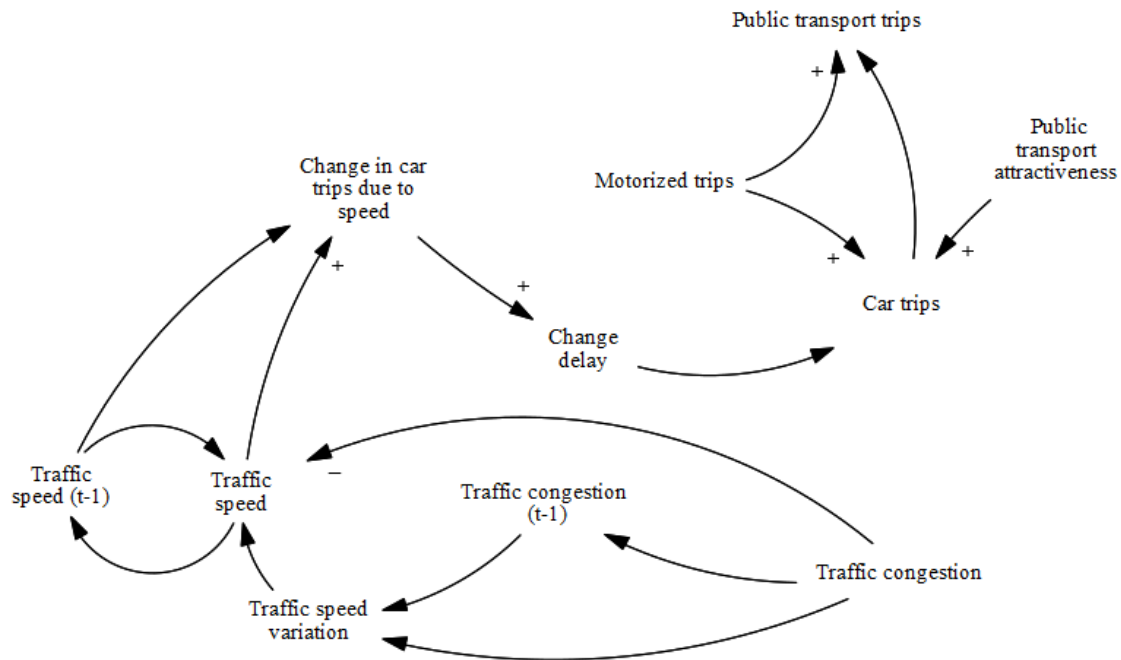 Public transport trips
+
Public
transport
attractiveness
Change in car
trips due to
speed
Motorized trips
+
+
+
+
Car trips
Change
delay
Traffic
speed (t-1)
Traffic
speed
–
Traffic congestion
(t-1)
Traffic congestion
Traffic speed
variation